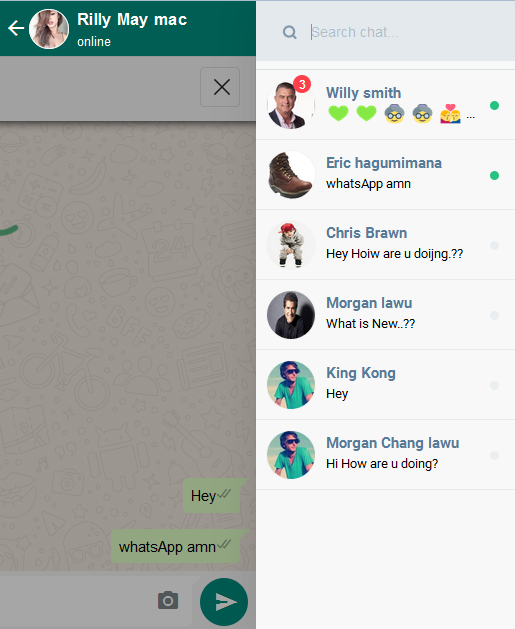 Rilly May mac
online
Hey
whatsApp amn
Search chat...
3
Willy smith
💚 💚 👵 👵 💏 ...
Eric hagumimana
whatsApp amn
Chris Brawn
Hey Hoiw are u doijng.??
Morgan lawu
What is New..??
King Kong
Hey
Morgan Chang lawu
Hi How are u doing?